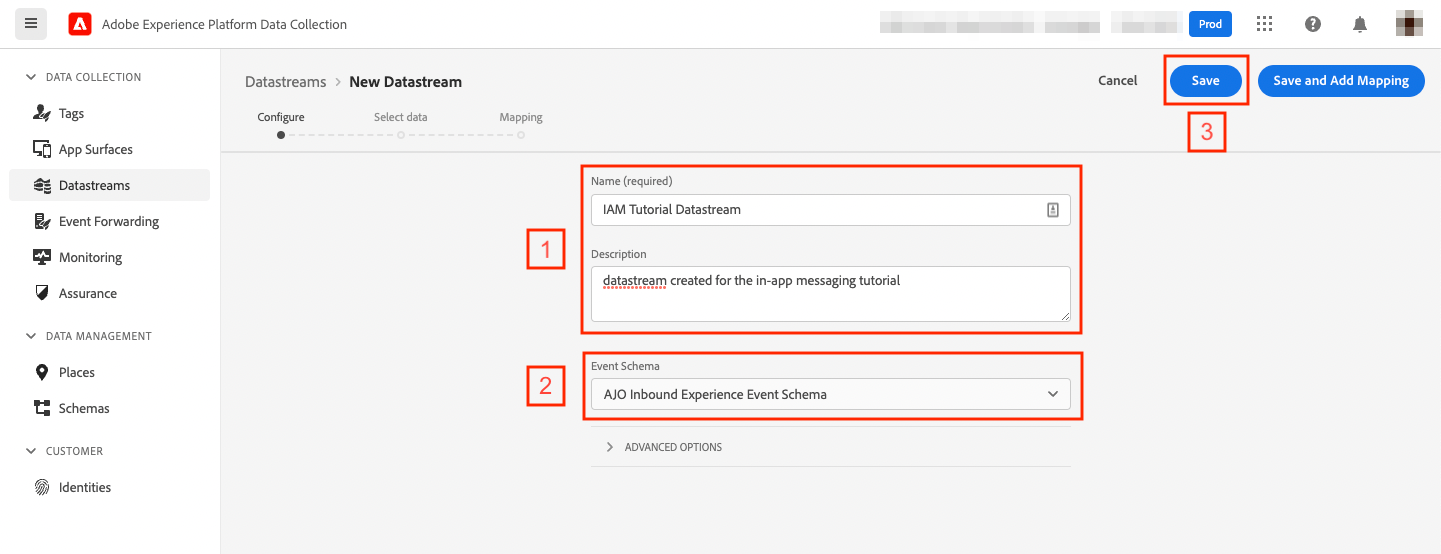 Adobe Experience Platform Data Collection
Prod
DATA COLLECTION
Tags
App Surfaces
Datastreams
Event Forwarding
Monitoring
Assurance
DATA MANAGEMENT
Places
Schemas
CUSTOMER
Identities
Datastreams > New Datastream
Cancel
Save
Save and Add Mapping
3
Configure
Select data
Mapping
1
Name (required)
IAM Tutorial Datastream
Description
datastream created for the in-app messaging tutorial
2
Event Schema
AJO Inbound Experience Event Schema
ADVANCED OPTIONS